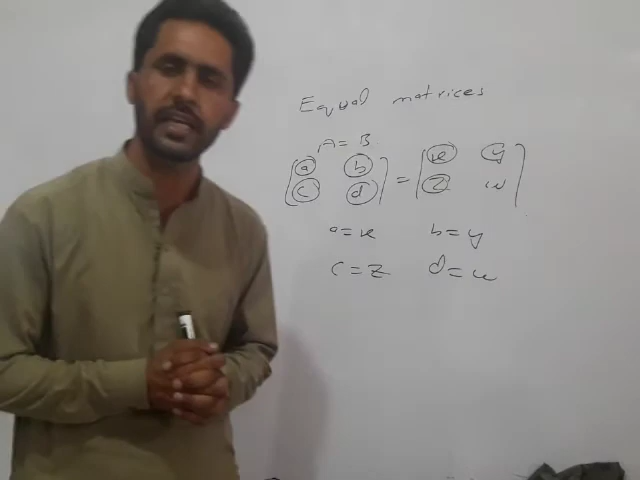 Equal matrices
A = B
[a b] = [x y]
[c d] [z w]
a = x b = y
c = z d = w